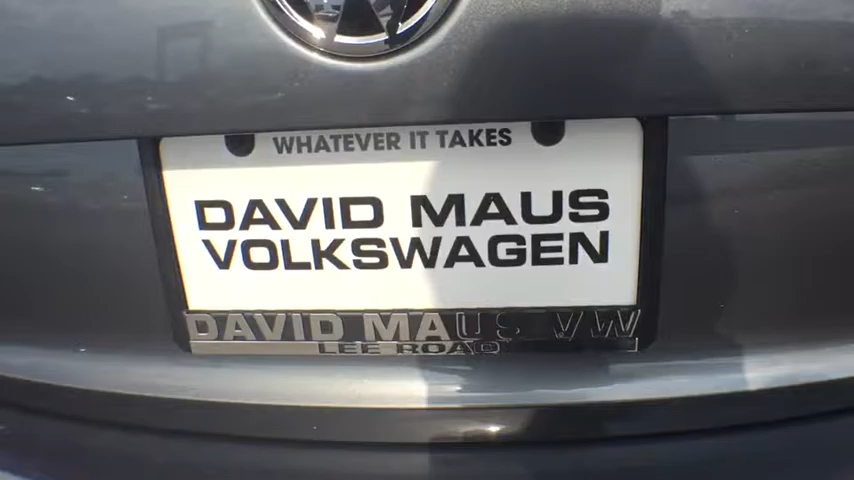 WHATEVER IT TAKES
DAVID MAUS
VOLKSWAGEN
DAVID MAUS VW
LEE ROAD